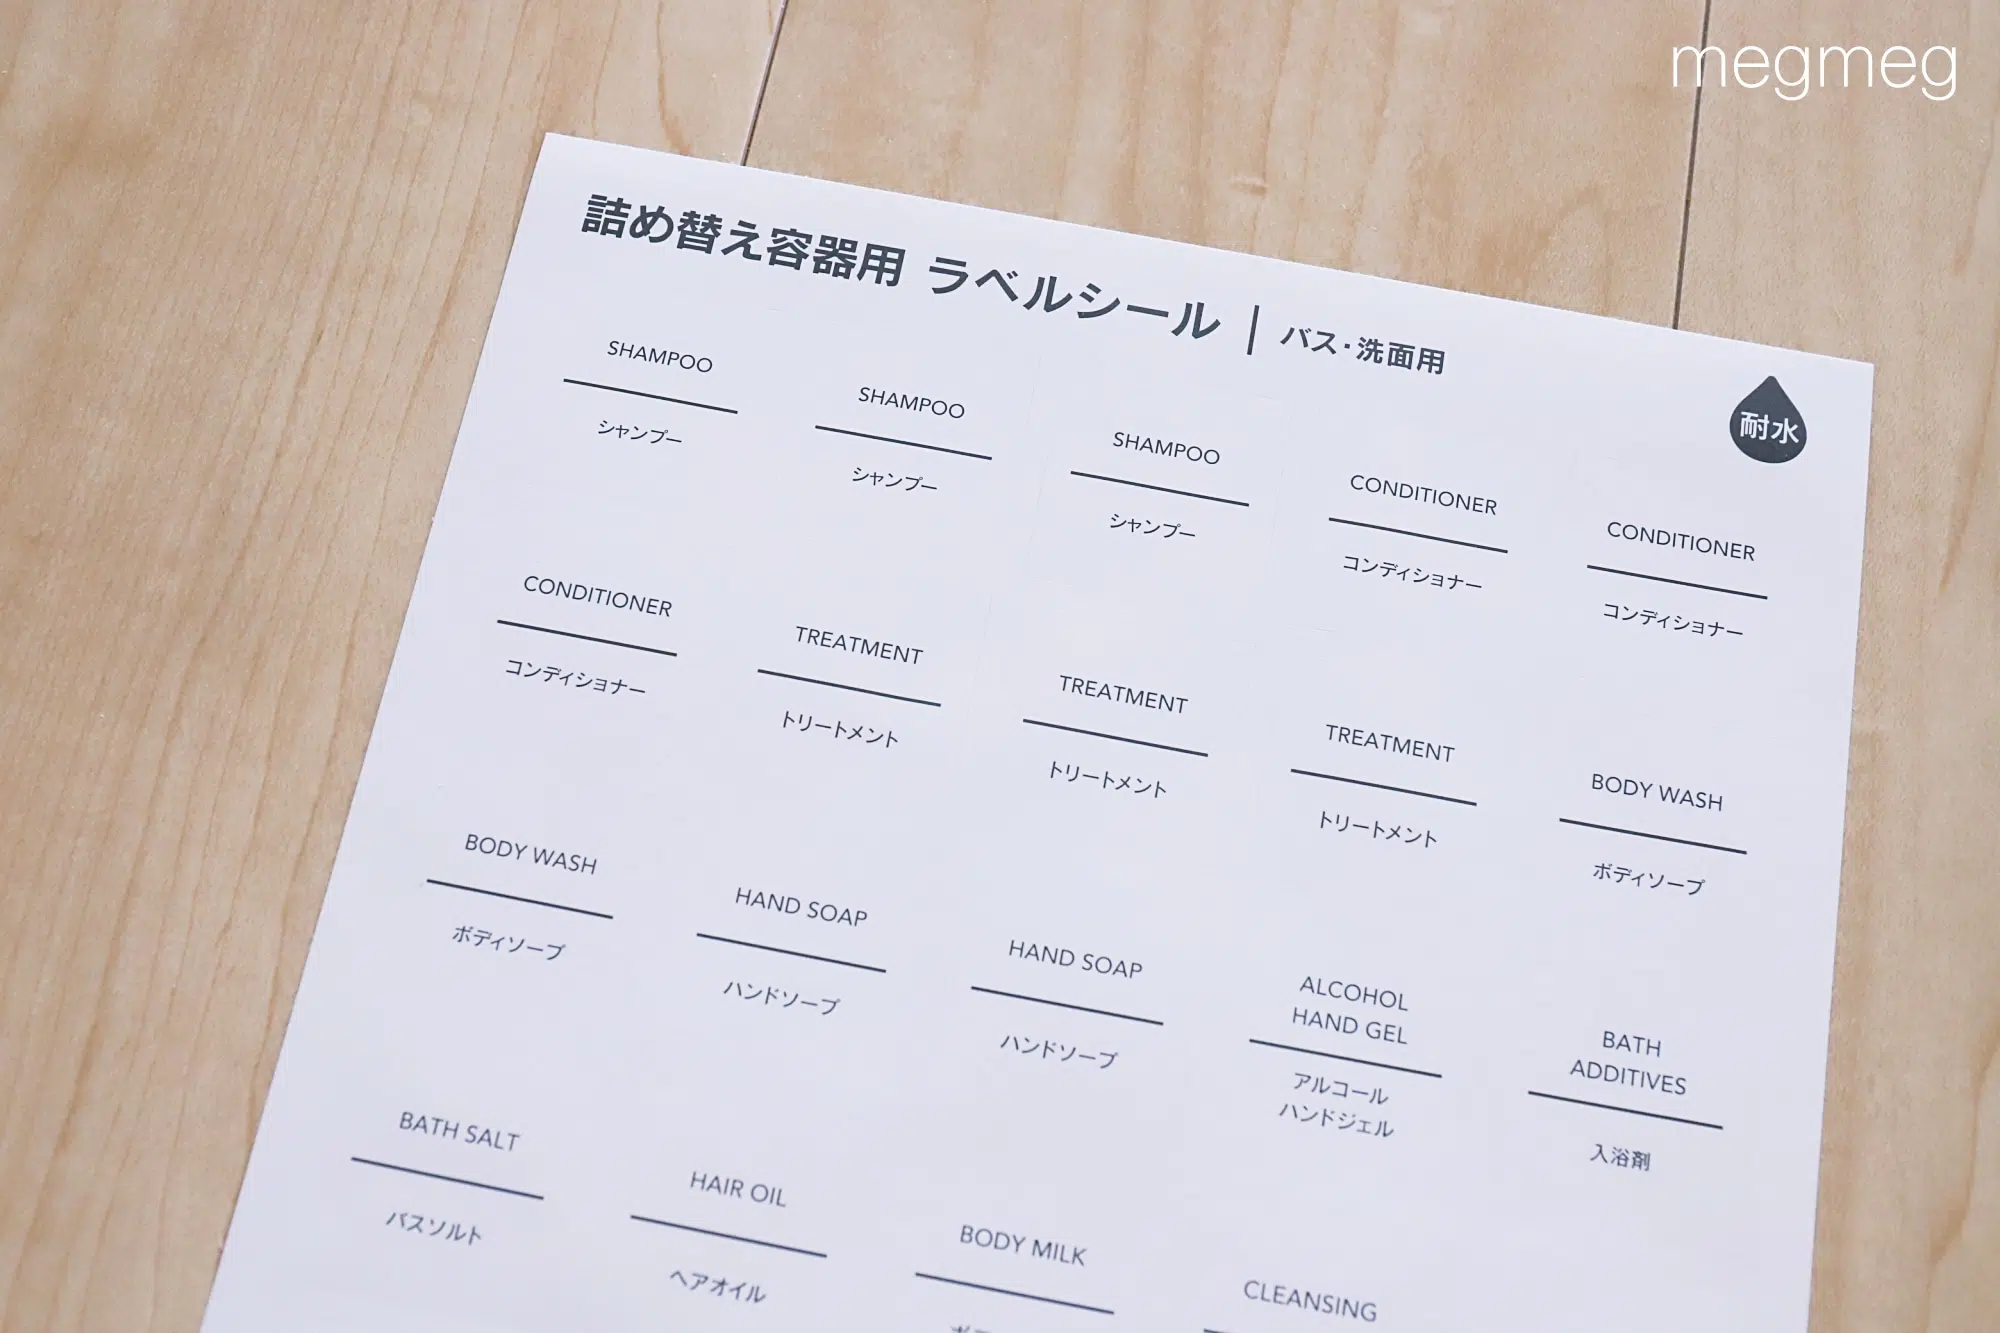 megmeg
詰め替え容器用 ラベルシール | バス・洗面用
耐水
SHAMPOO
シャンプー
SHAMPOO
シャンプー
SHAMPOO
シャンプー
CONDITIONER
コンディショナー
CONDITIONER
コンディショナー
CONDITIONER
コンディショナー
TREATMENT
トリートメント
TREATMENT
トリートメント
TREATMENT
トリートメント
BODY WASH
ボディソープ
BODY WASH
ボディソープ
HAND SOAP
ハンドソープ
HAND SOAP
ハンドソープ
ALCOHOL
HAND GEL
アルコール
ハンドジェル
BATH
ADDITIVES
入浴剤
BATH SALT
バスソルト
HAIR OIL
ヘアオイル
BODY MILK
CLEANSING